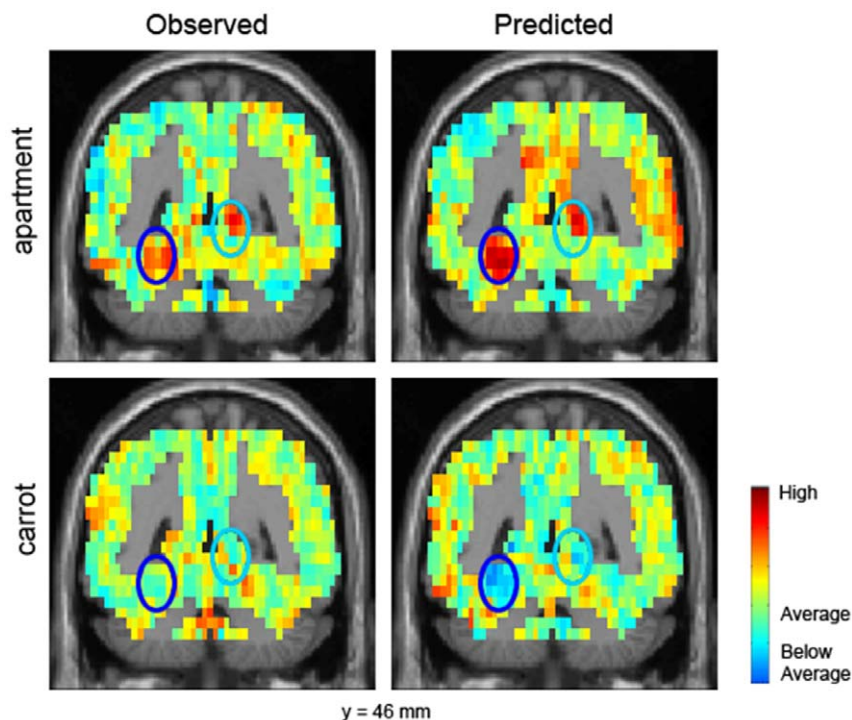 Observed
Predicted
apartment
carrot
High
Average
Below
Average
y = 46 mm